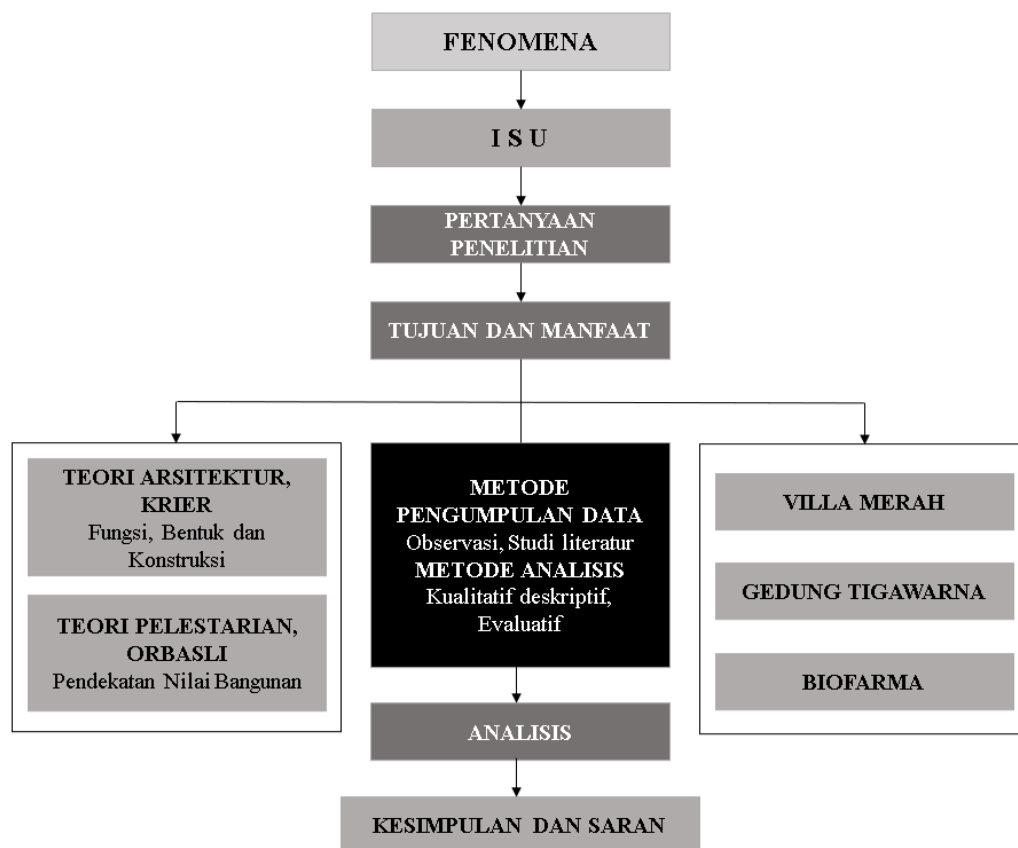 FENOMENA
I S U
PERTANYAAN
PENELITIAN
TUJUAN DAN MANFAAT
TEORI ARSITEKTUR,
KRIER
Fungsi, Bentuk dan
Konstruksi
TEORI PELESTARIAN,
ORBASLI
Pendekatan Nilai Bangunan
METODE
PENGUMPULAN DATA
Observasi, Studi literatur
METODE ANALISIS
Kualitatif deskriptif,
Evaluatif
VILLA MERAH
GEDUNG TIGAWARNA
BIOFARMA
ANALISIS
KESIMPULAN DAN SARAN